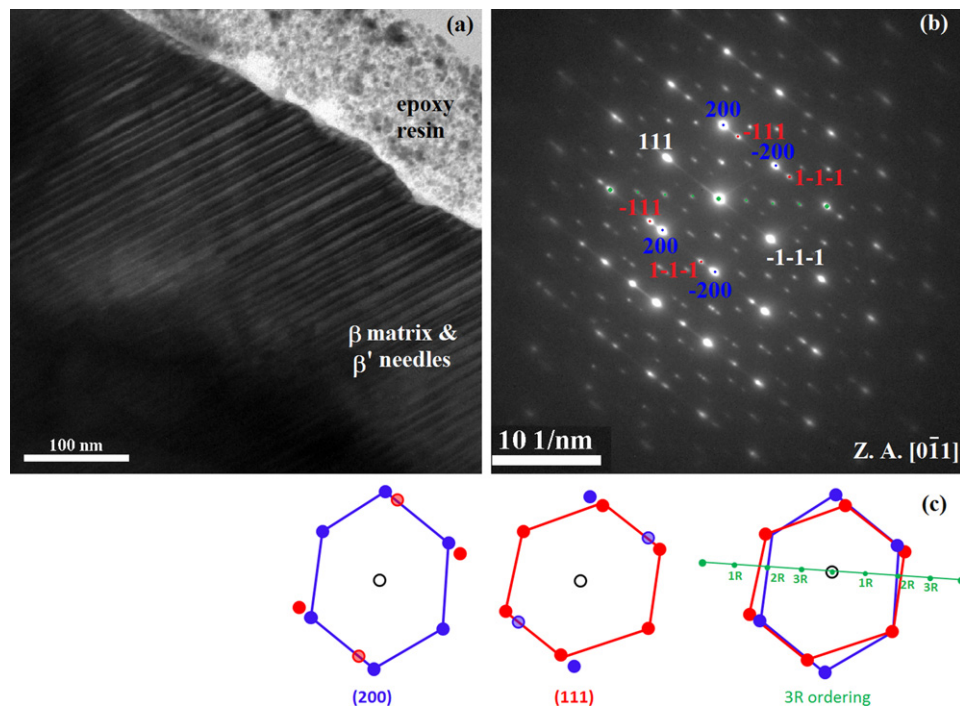 (a)
epoxy
resin
β matrix &
β' needles
100 nm
(b)
200
-111
111
-200
1-1-1
-111
200
-1-1-1
1-1-1
-200
10 1/nm
Z. A. [01̄1]
(c)
1R 2R 3R 1R 2R 3R
(200)
(111)
3R ordering